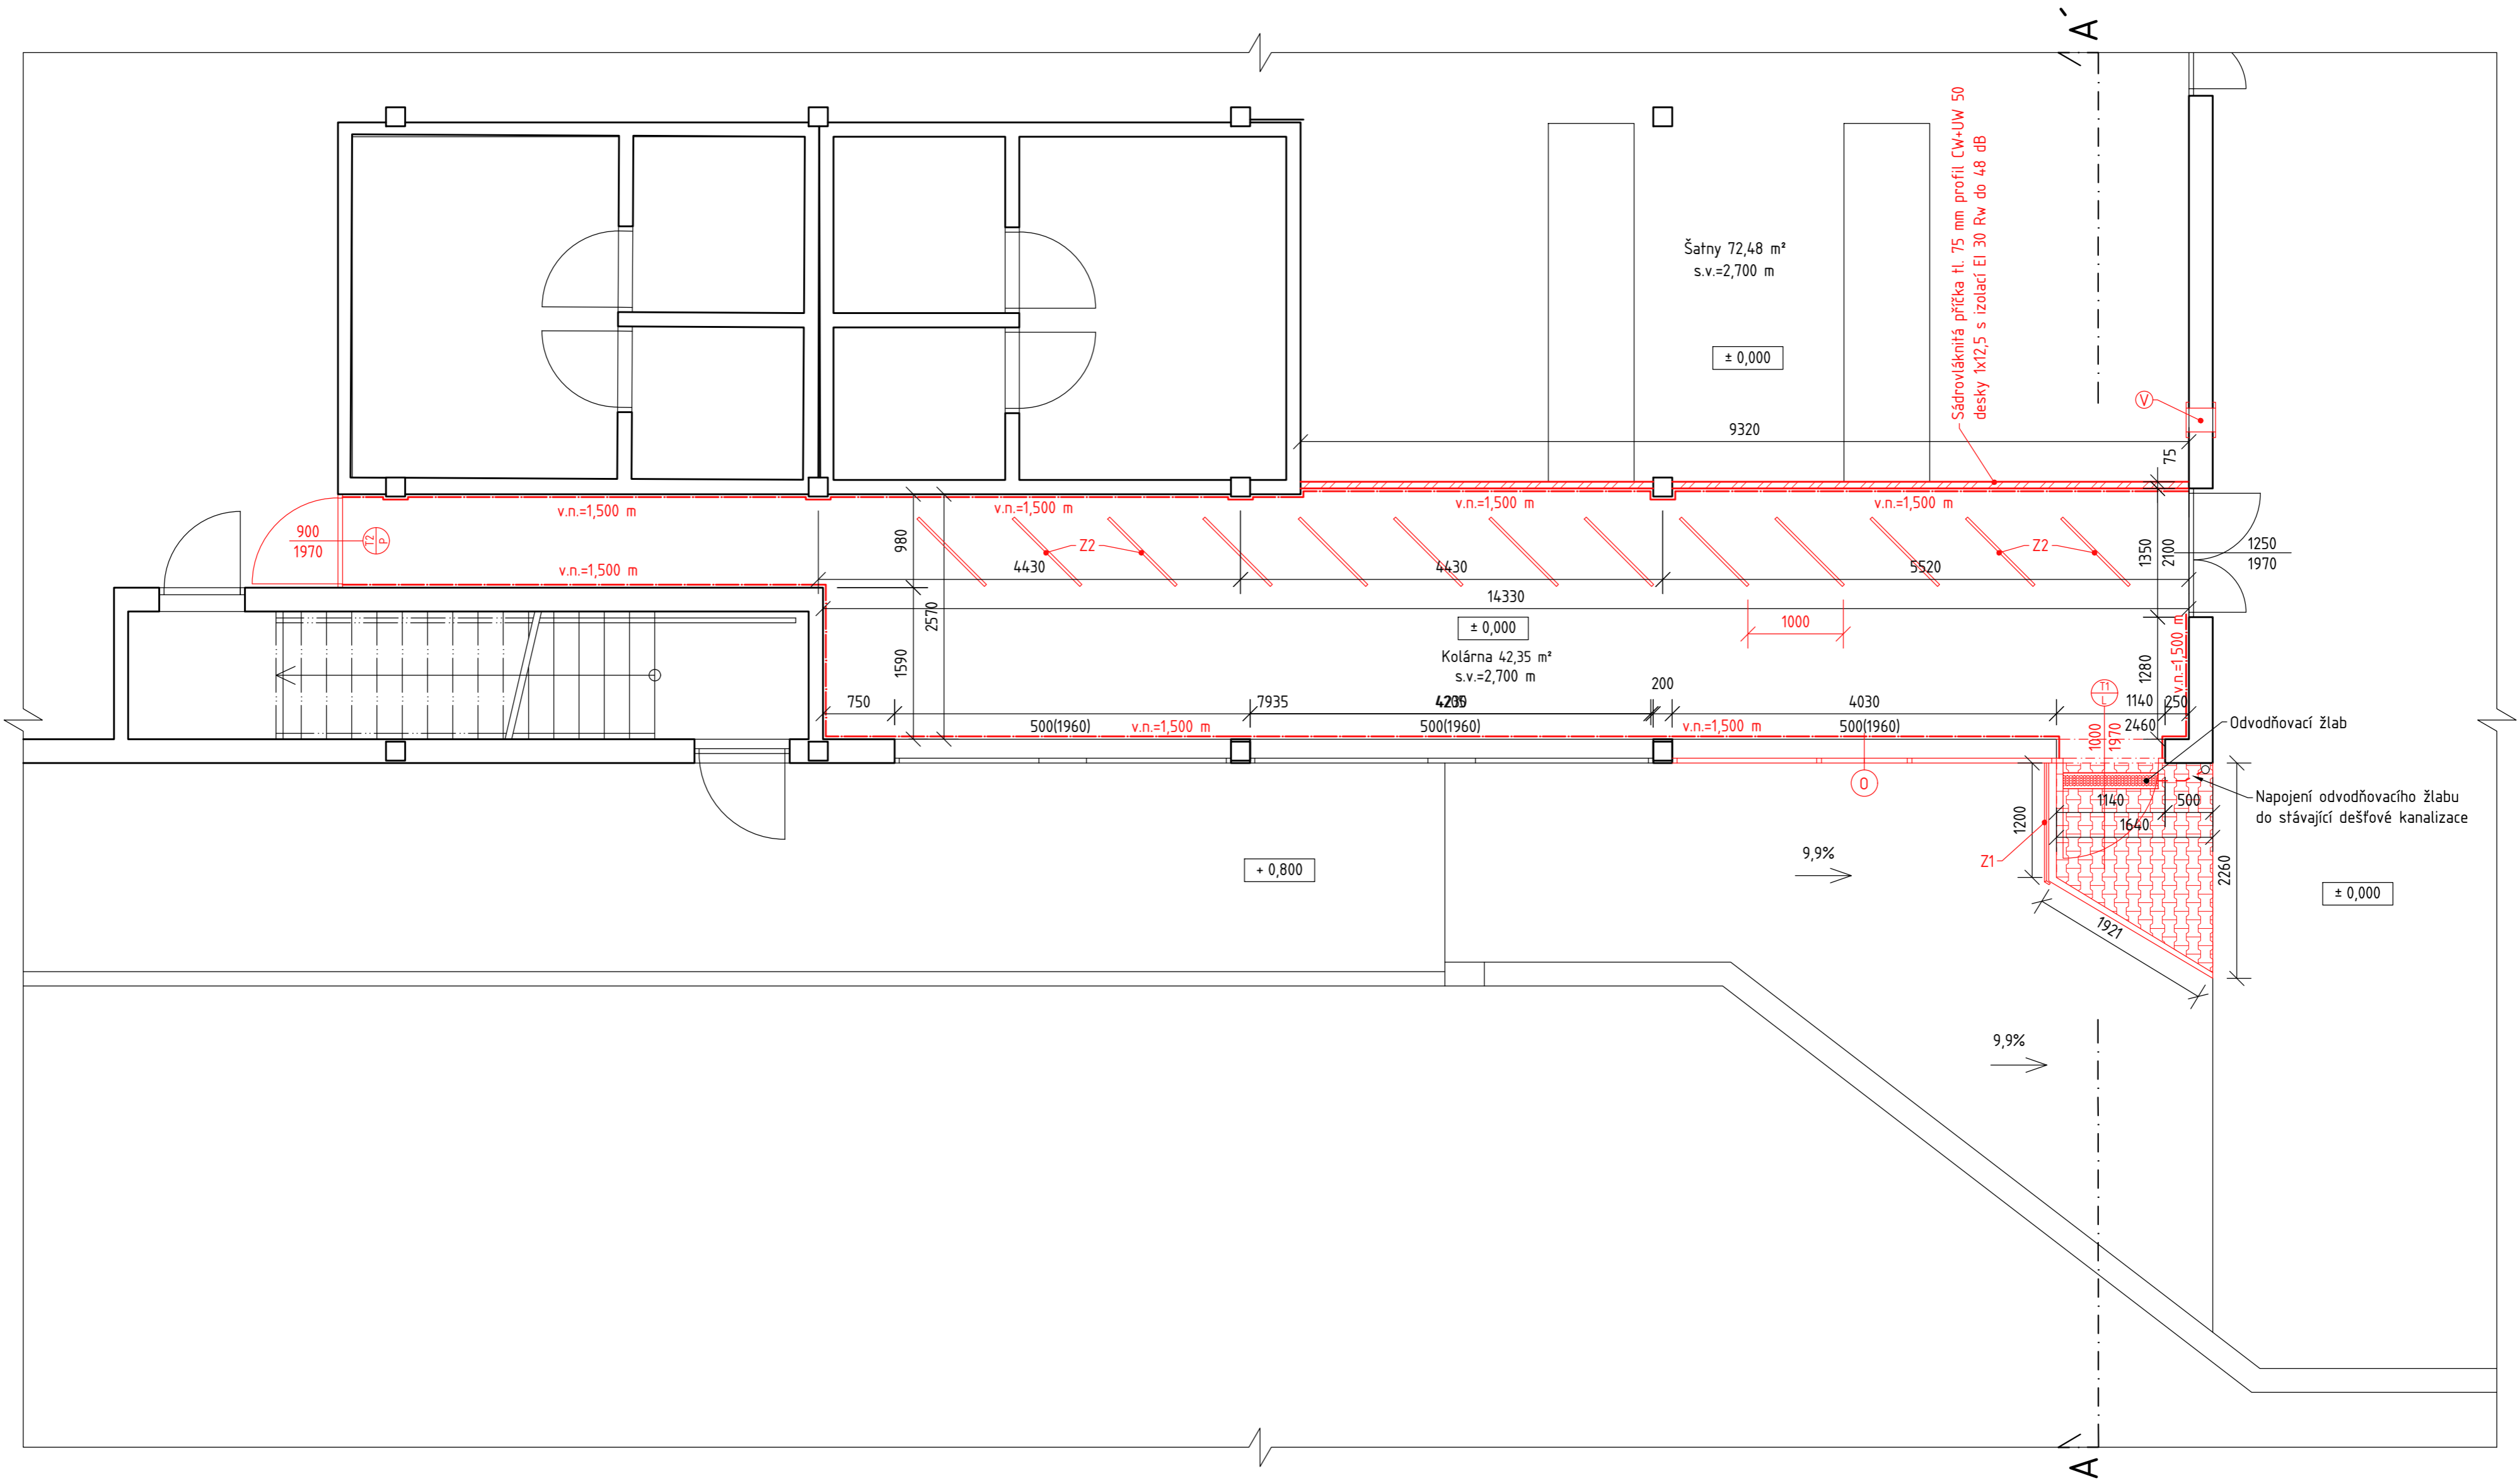 A´
Sádrovláknitá příčka tl. 75 mm profil CW+UW 50
desky 1x12,5 s izolací EI 30 Rw do 48 dB
Šatny 72,48 m²
s.v.=2,700 m
± 0,000
V
9320
75
v.n.=1,500 m
v.n.=1,500 m
v.n.=1,500 m
v.n.=1,500 m
900
1970
T2
P
Z2
Z2
980
1350
2100
1250
1970
v.n.=1,500 m
4430
4430
5520
14330
2570
1000
± 0,000
Kolárna 42,35 m²
s.v.=2,700 m
1590
1280
v.n.=1,500 m
200
T1
L
750
7935
4030
1140
250
500(1960)
v.n.=1,500 m
500(1960)
v.n.=1,500 m
500(1960)
1000
1970
2460
Odvodňovací žlab
O
1140
500
Napojení odvodňovacího žlabu
do stávající dešťové kanalizace
1200
1640
Z1
9,9%
+ 0,800
2260
± 0,000
1921
9,9%
A